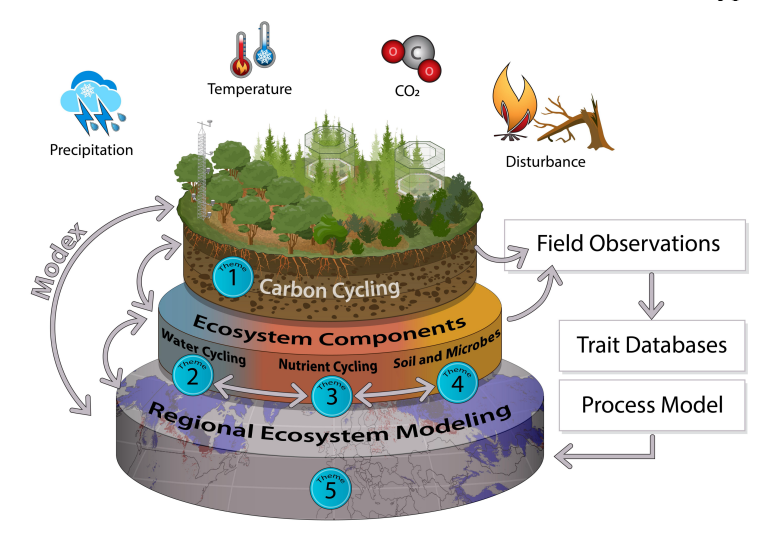 Temperature
CO₂
Precipitation
Disturbance
O C O
Modex
Field Observations
Theme 1
Carbon Cycling
Ecosystem Components
Trait Databases
Water Cycling
Nutrient Cycling
Soil and Microbes
Theme 2
Theme 3
Theme 4
Process Model
Regional Ecosystem Modeling
Theme 5